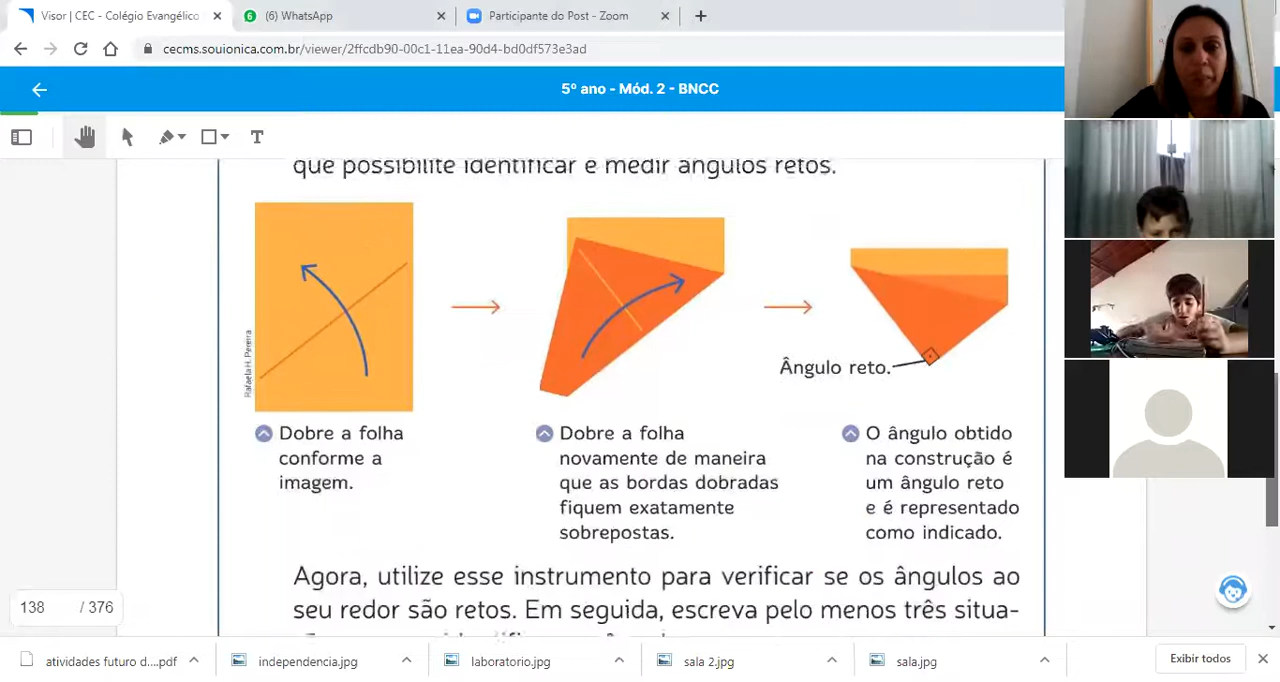 Visor | CEC - Colégio Evangélico
6 (6) WhatsApp
Participante do Post - Zoom
cecms.souionica.com.br/viewer/2ffcdb90-00c1-11ea-90d4-bd0df573e3ad
5º ano - Mód. 2 - BNCC
T
que possibilite identificar e medir ângulos retos.
Rafaela H. Pereira
Ângulo reto.
Dobre a folha
conforme a
imagem.
Dobre a folha
novamente de maneira
que as bordas dobradas
fiquem exatamente
sobrepostas.
O ângulo obtido
na construção é
um ângulo reto
e é representado
como indicado.
Agora, utilize esse instrumento para verificar se os ângulos ao
seu redor são retos. Em seguida, escreva pelo menos três situa-
138 / 376
atividades futuro d....pdf
independencia.jpg
laboratorio.jpg
sala 2.jpg
sala.jpg
Exibir todos